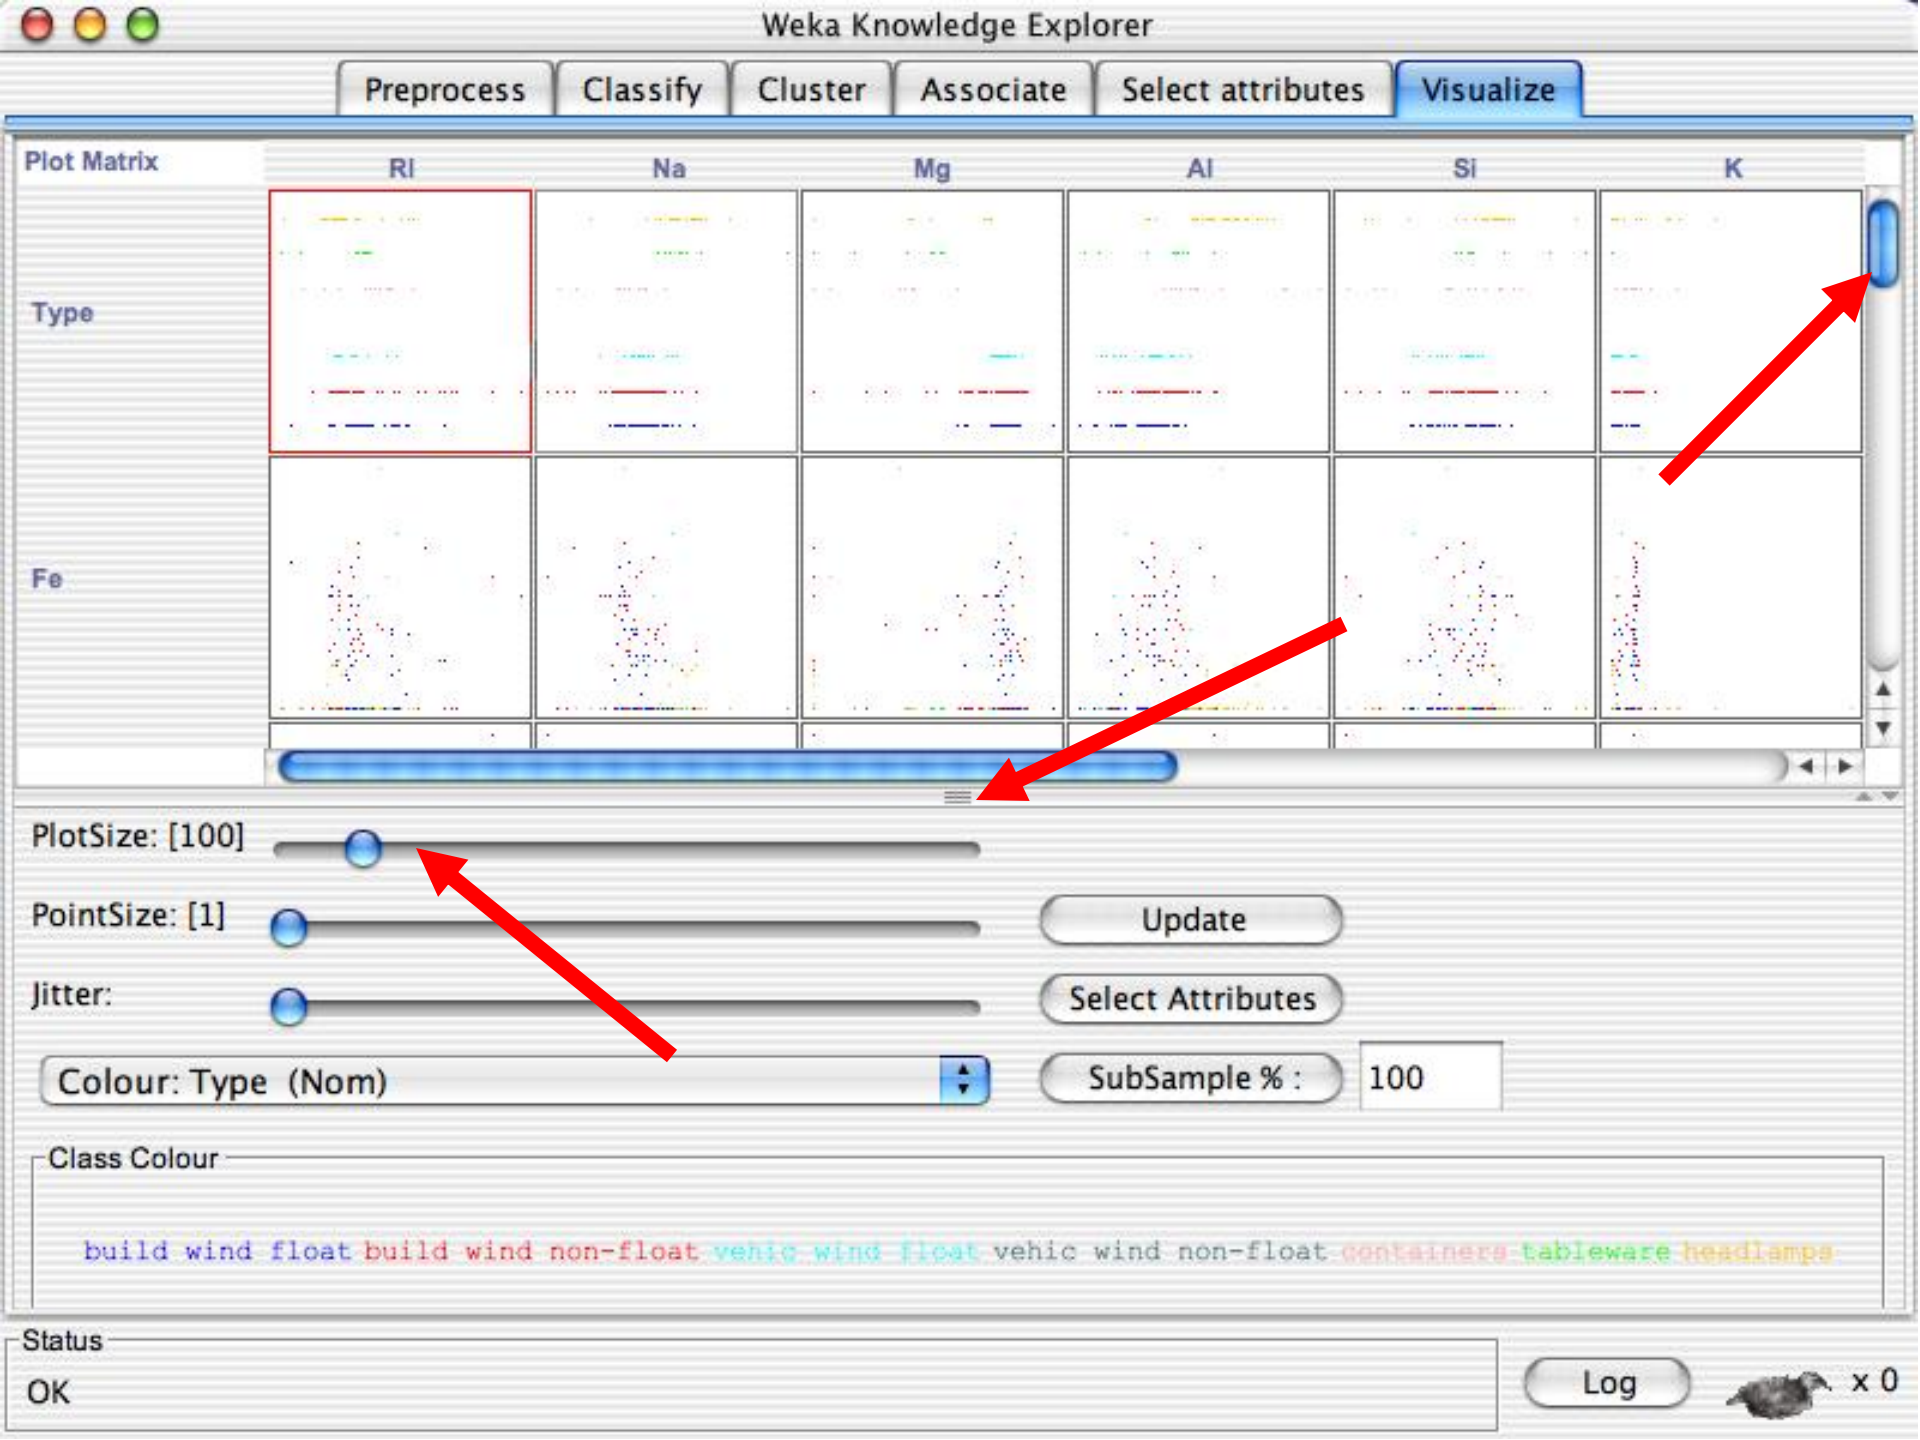 Weka Knowledge Explorer
Preprocess Classify Cluster Associate Select attributes Visualize
Plot Matrix RI Na Mg Al Si K
Type
Fe
PlotSize: [100]
PointSize: [1] Update
Jitter: Select Attributes
Colour: Type (Nom) SubSample % : 100
Class Colour
build wind float build wind non-float vehic wind float vehic wind non-float containers tableware headlamps
Status
OK Log x 0